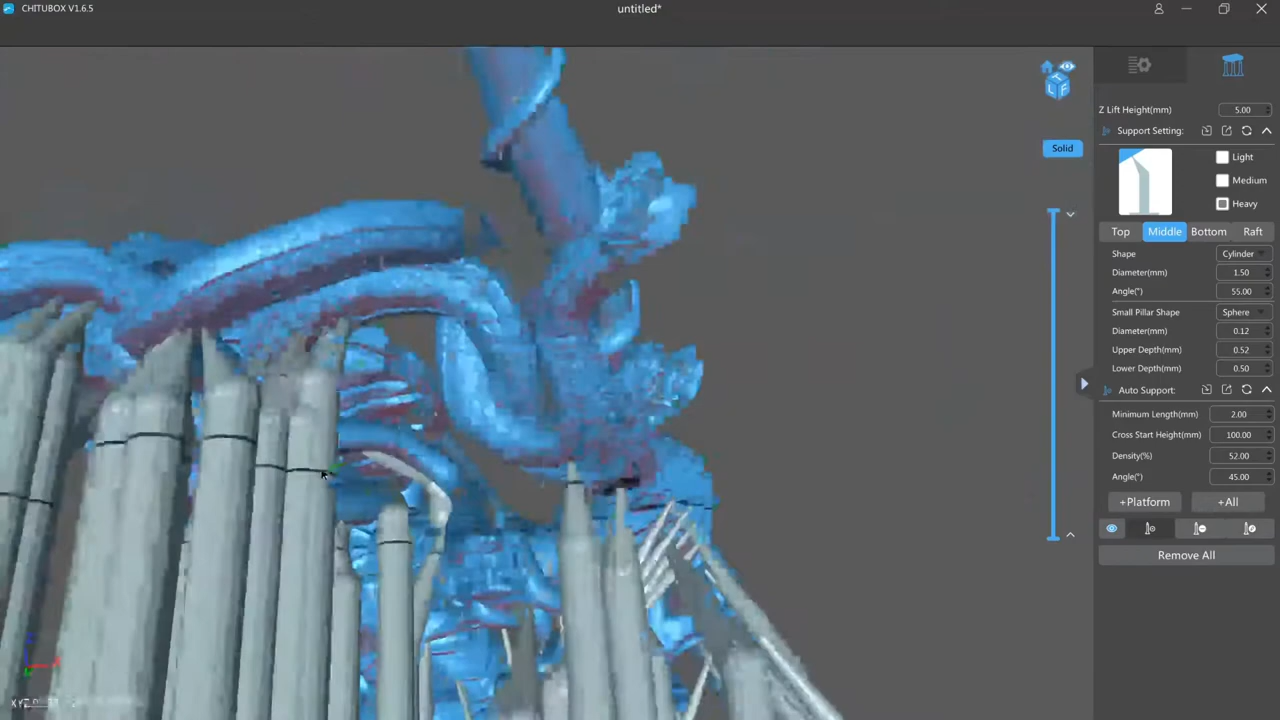 CHITUBOX V1.6.5
untitled*
Z Lift Height(mm) 5.00
Support Setting:
Light
Medium
Heavy
Solid
Top Middle Bottom Raft
Shape Cylinder
Diameter(mm) 1.50
Angle(°) 55.00
Small Pillar Shape Sphere
Diameter(mm) 0.12
Upper Depth(mm) 0.52
Lower Depth(mm) 0.50
Auto Support:
Minimum Length(mm) 2.00
Cross Start Height(mm) 100.00
Density(%) 52.00
Angle(°) 45.00
+Platform +All
Remove All